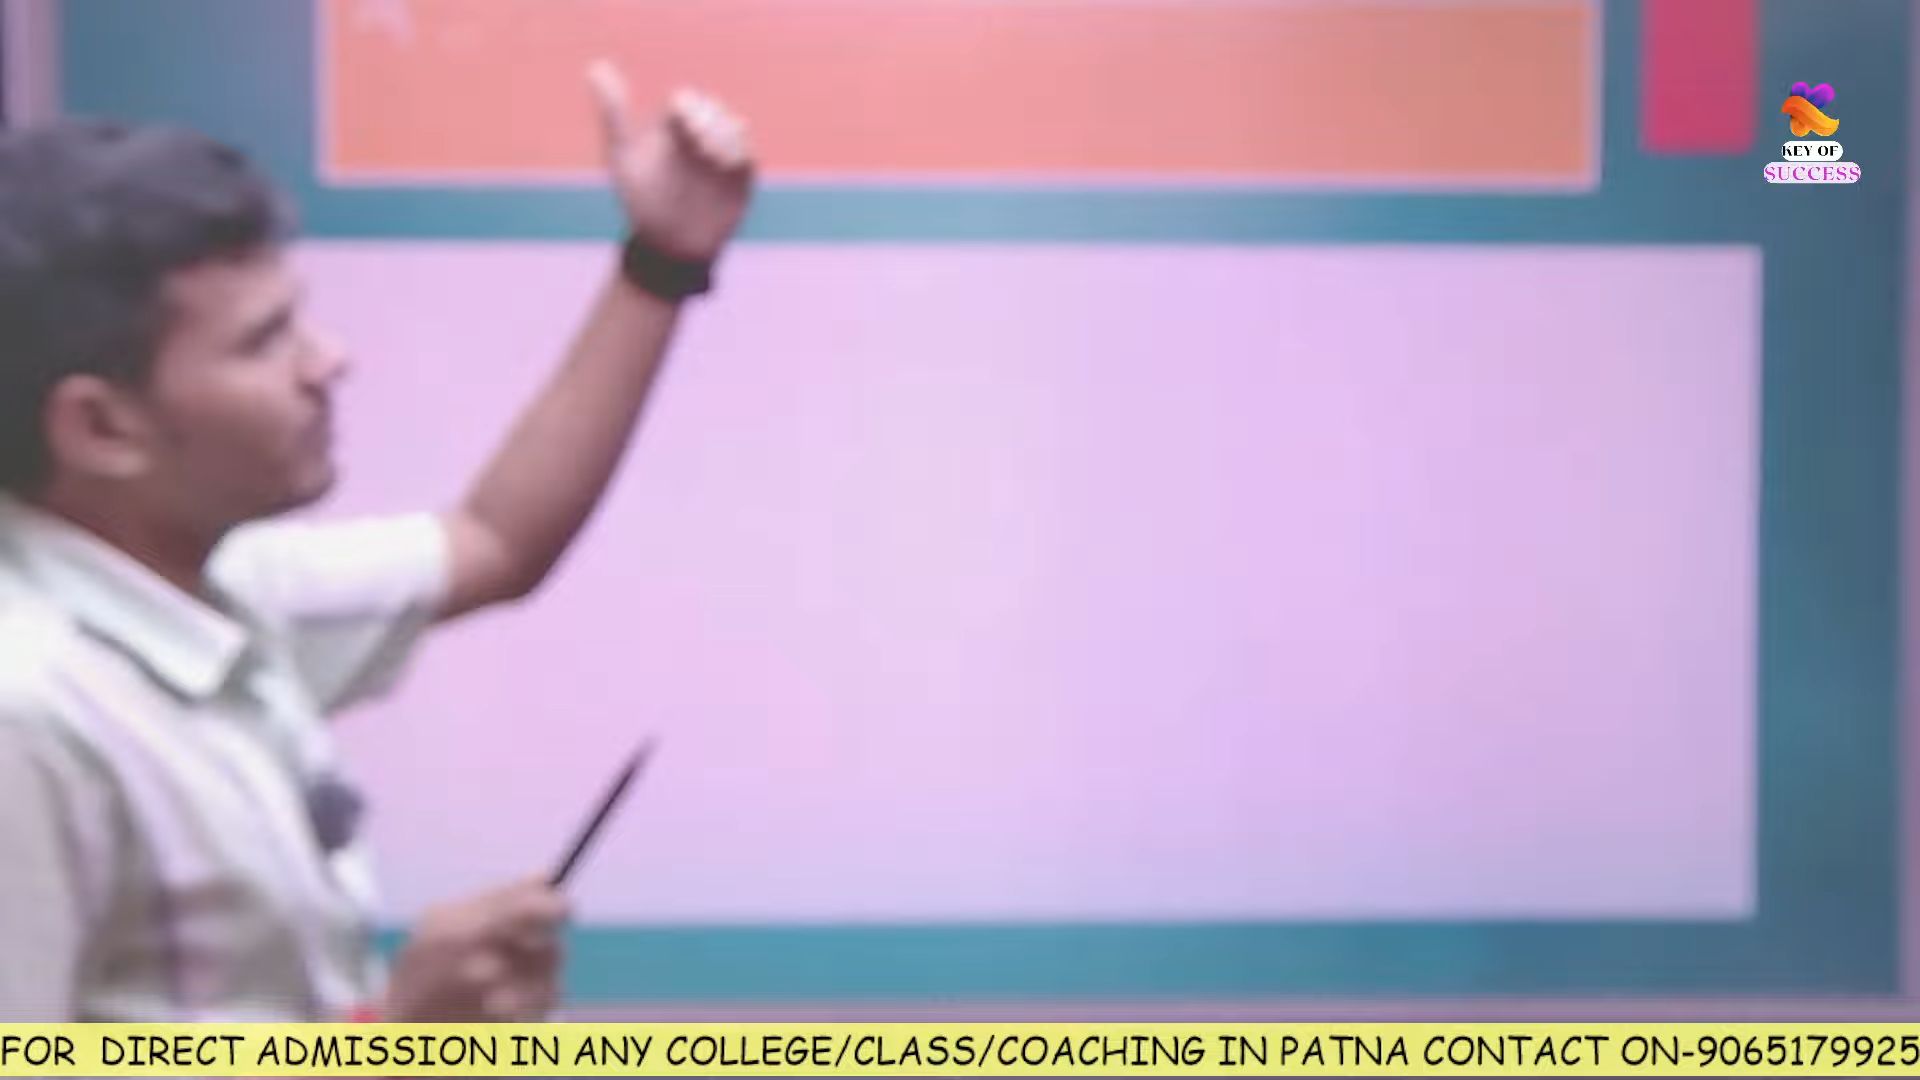 KEY OF
SUCCESS
FOR DIRECT ADMISSION IN ANY COLLEGE/CLASS/COACHING IN PATNA CONTACT ON-9065179925